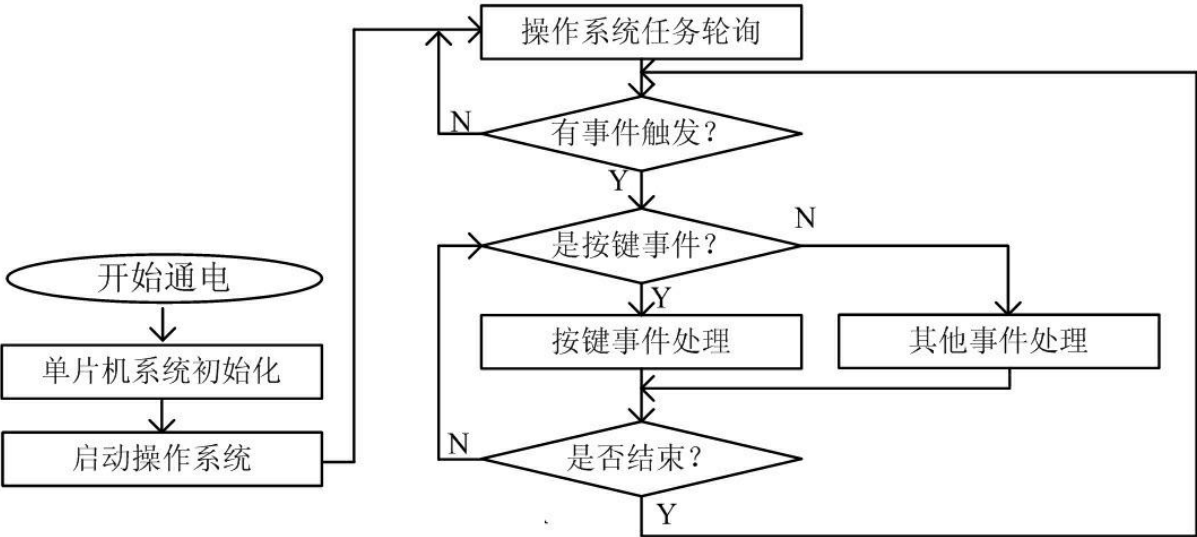 操作系统任务轮询
有事件触发?
N
Y
是按键事件?
N
Y
开始通电
按键事件处理
其他事件处理
单片机系统初始化
启动操作系统
N
是否结束?
Y